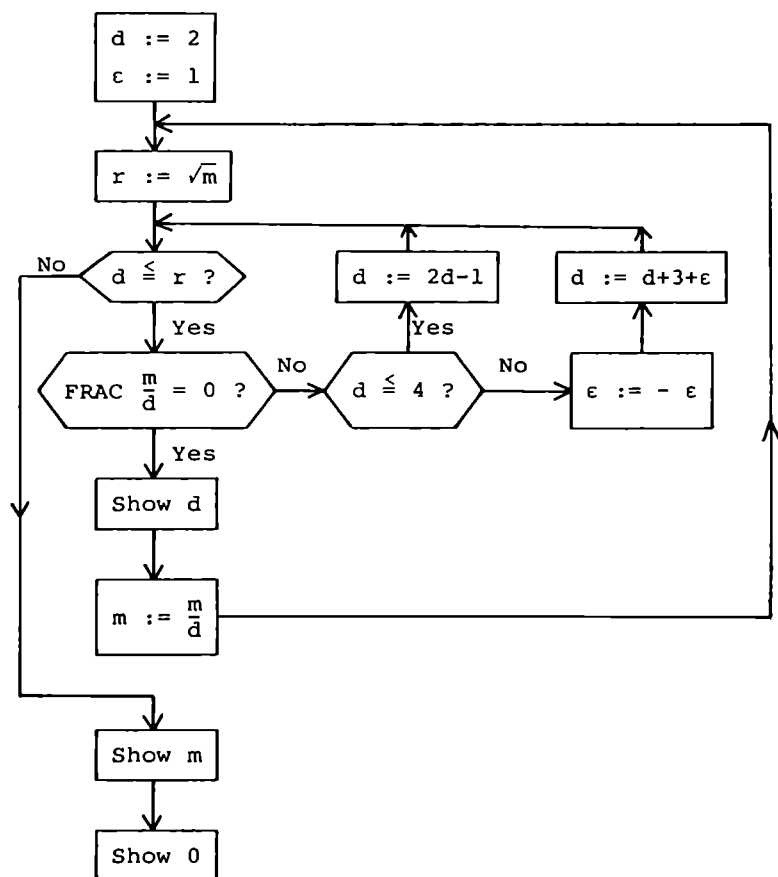 d := 2
ε := 1
r := √m
No
d ≦ r ?
d := 2d-1
d := d+3+ε
Yes
Yes
FRAC m/d = 0 ?
No
d ≦ 4 ?
No
ε := - ε
Yes
Show d
m := m/d
Show m
Show 0